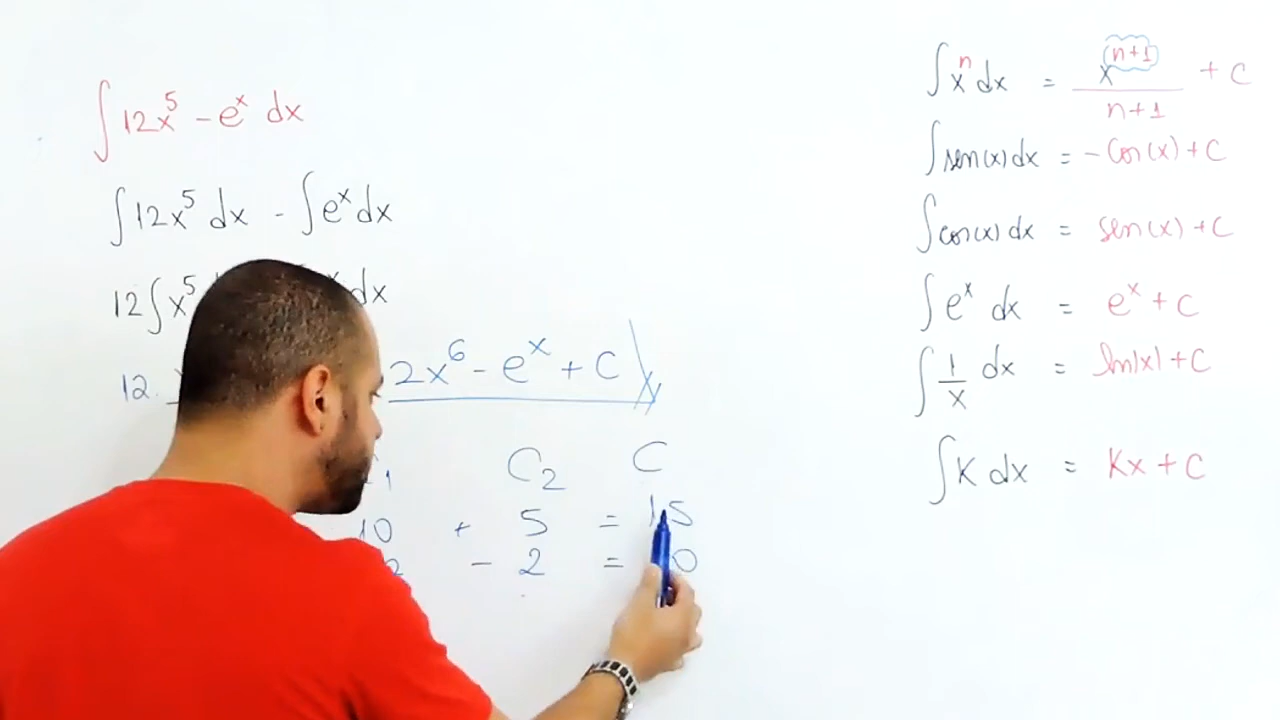 ∫12x⁵ - eˣ dx
∫12x⁵ dx - ∫eˣ dx
12∫x⁵ dx
12. 2x⁶ - eˣ + C
1 C₂ C
10 + 5 = 15
2 - 2 = 0
∫xⁿ dx = xⁿ⁺¹ / n+1 + C
∫sen(x) dx = -cos(x) + C
∫cos(x) dx = sen(x) + C
∫eˣ dx = eˣ + C
∫1/x dx = ln|x| + C
∫K dx = Kx + C